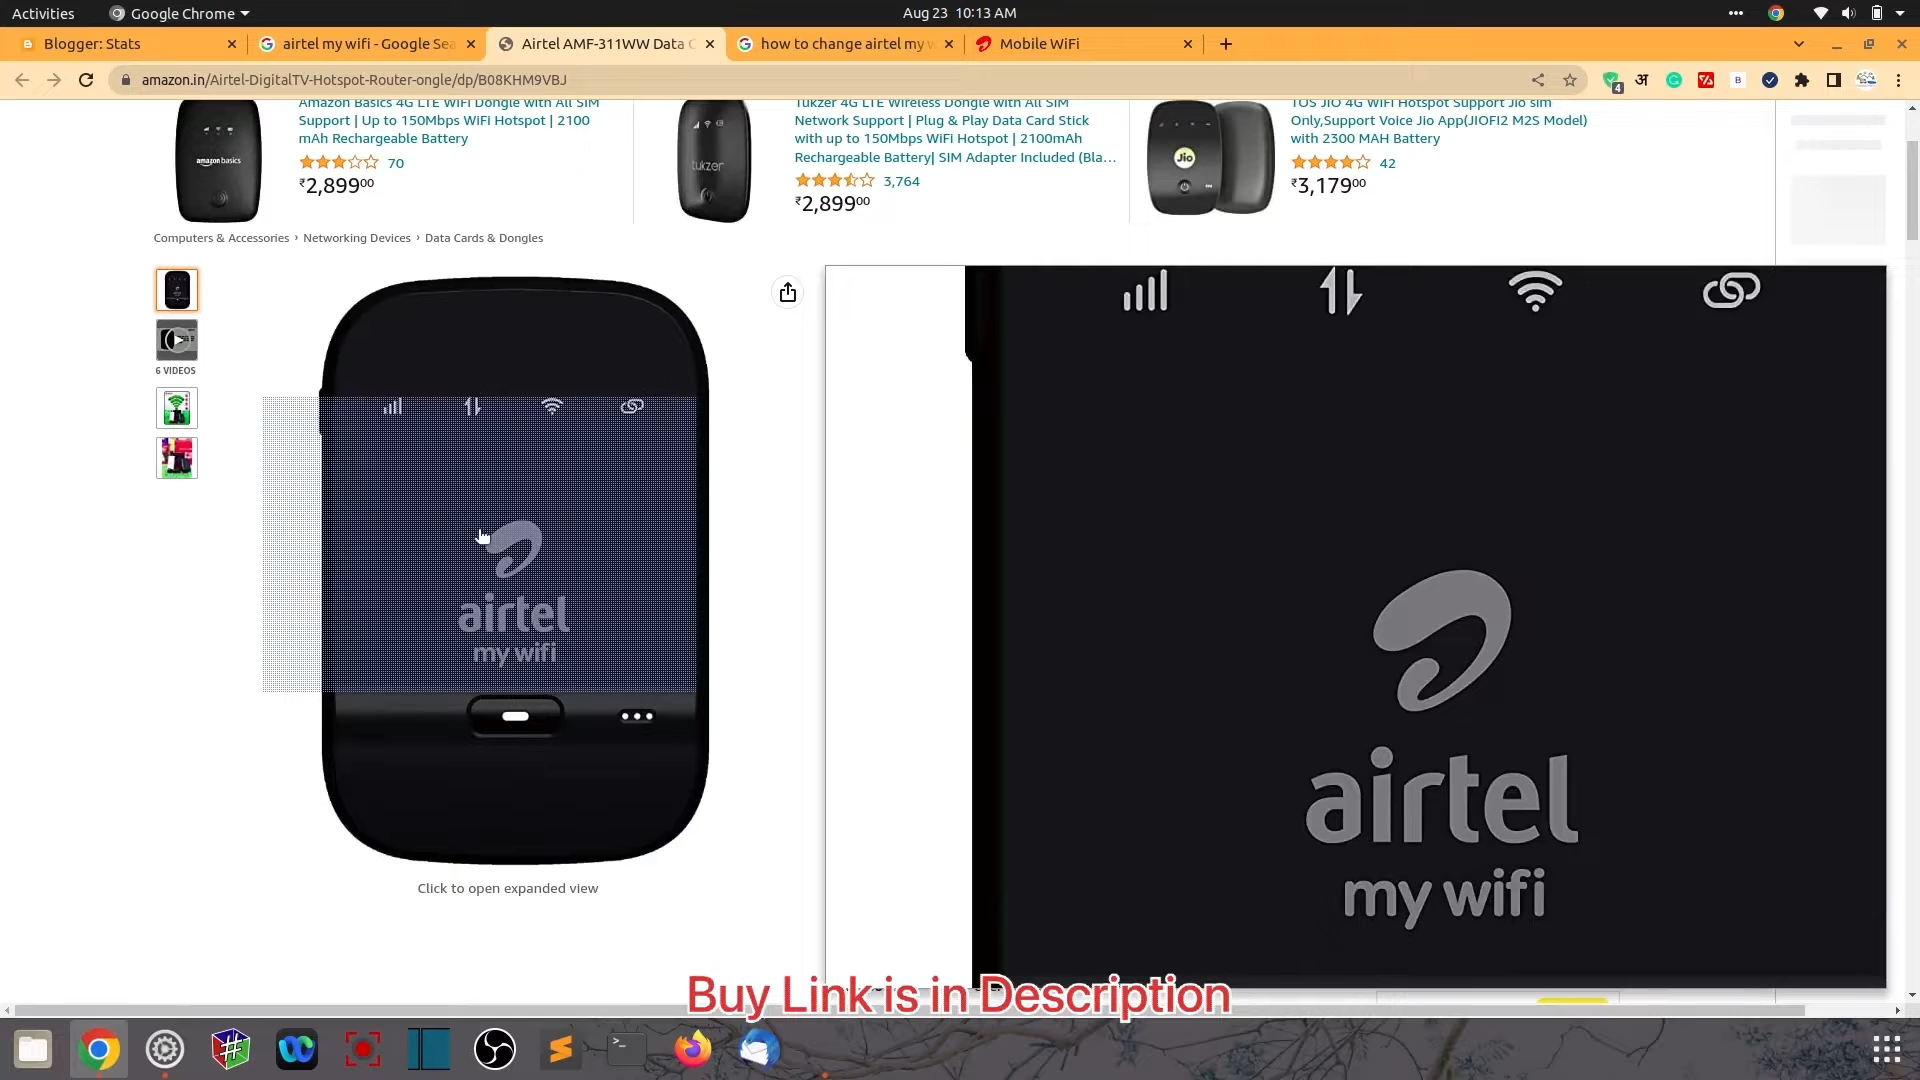 Activities
Google Chrome
Aug 23 10:13 AM
Blogger: Stats
airtel my wifi - Google Sea
Airtel AMF-311WW Data C
how to change airtel my w
Mobile WiFi
amazon.in/Airtel-DigitalTV-Hotspot-Router-ongle/dp/B08KHM9VBJ
4
अ
B
Amazon Basics 4G LTE WiFi Dongle with All SIM
Support | Up to 150Mbps WiFi Hotspot | 2100
mAh Rechargeable Battery
70
₹2,89900
amazon basics
Tukzer 4G LTE Wireless Dongle with All SIM
Network Support | Plug & Play Data Card Stick
with up to 150Mbps WiFi Hotspot | 2100mAh
Rechargeable Battery| SIM Adapter Included (Bla...
3,764
₹2,89900
tukzer
TOS JIO 4G WIFI Hotspot Support Jio sim
Only,Support Voice Jio App(JIOFI2 M2S Model)
with 2300 MAH Battery
42
₹3,17900
Jio
Computers & Accessories › Networking Devices › Data Cards & Dongles
6 VIDEOS
airtel
my wifi
Click to open expanded view
airtel
my wifi
Buy Link is in Description